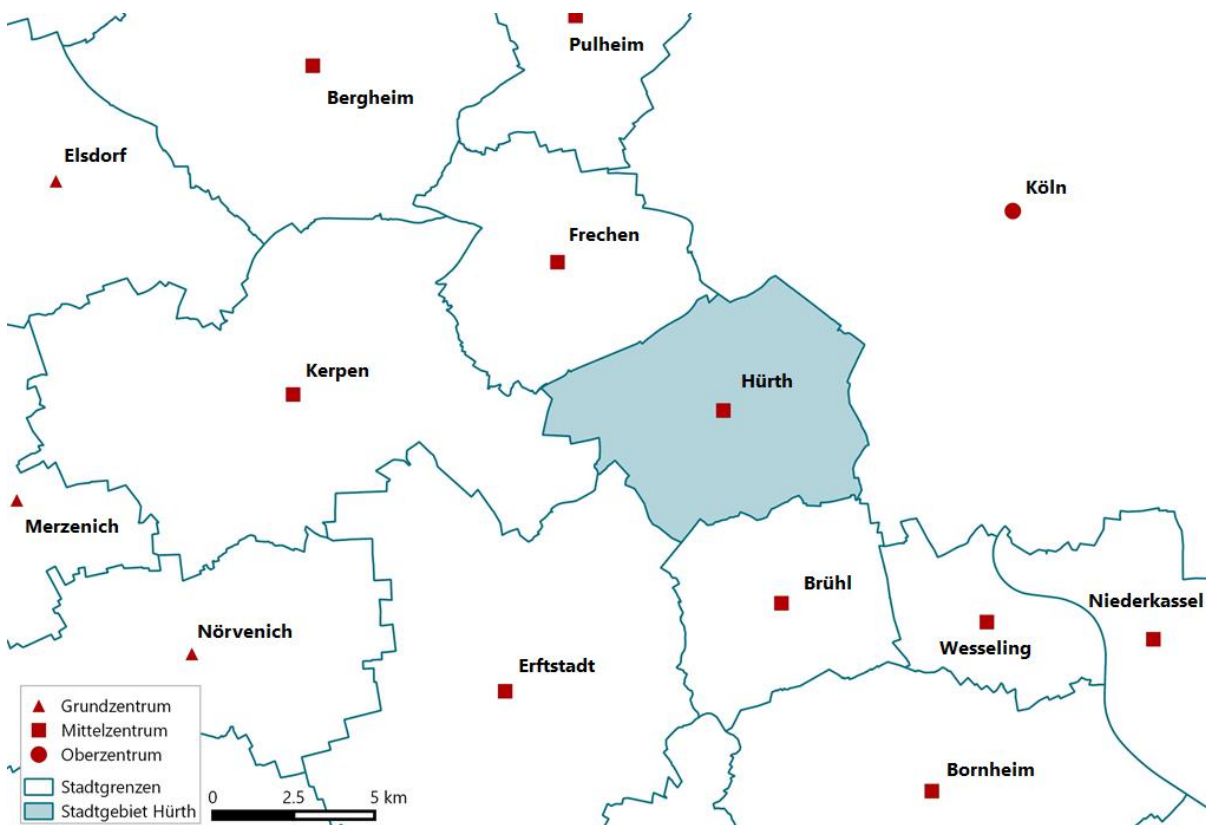 Pulheim
Bergheim
Elsdorf
Köln
Frechen
Kerpen
Hürth
Merzenich
Brühl
Niederkassel
Nörvenich
Wesseling
Erftstadt
Bornheim
Grundzentrum
Mittelzentrum
Oberzentrum
Stadtgrenzen
Stadtgebiet Hürth
0 2.5 5 km